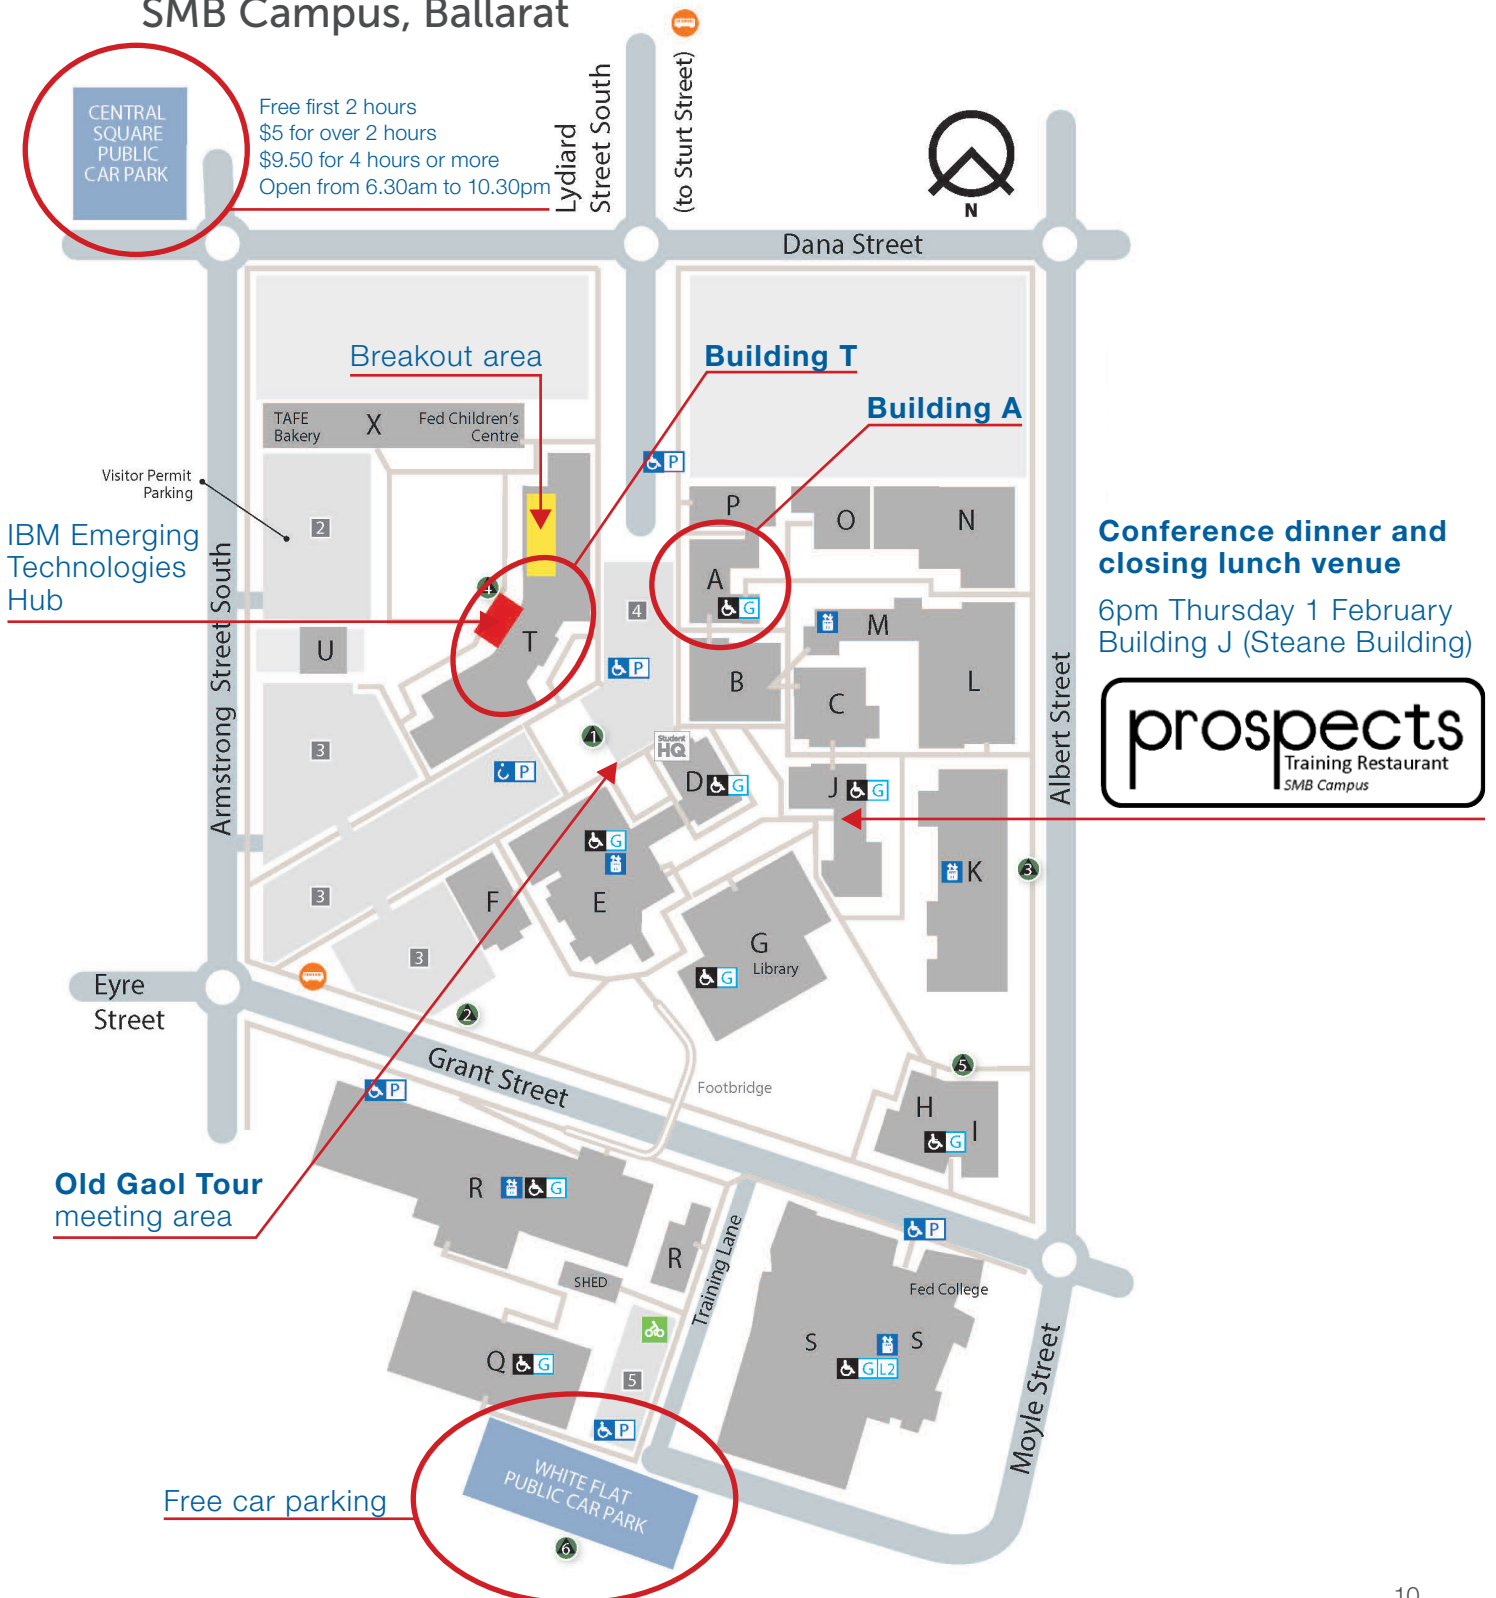 SMB Campus, Ballarat
CENTRAL
SQUARE
PUBLIC
CAR PARK
Free first 2 hours
$5 for over 2 hours
$9.50 for 4 hours or more
Open from 6.30am to 10.30pm
Lydiard
Street South
(to Sturt Street)
N
Dana Street
Breakout area
Building T
Building A
TAFE
Bakery
X
Fed Children's
Centre
Visitor Permit
Parking
2
IBM Emerging
Technologies
Hub
Armstrong Street South
P
P
O
N
A
G
4
4
T
U
P
M
B
C
L
Conference dinner and
closing lunch venue
6pm Thursday 1 February
Building J (Steane Building)
prospects
Training Restaurant
SMB Campus
Albert Street
3
1
Student
HQ
P
D
G
J
G
G
E
F
K
3
3
3
G
Library
G
Eyre
Street
2
Grant Street
Footbridge
5
H
I
G
P
Old Gaol Tour
meeting area
R
G
R
SHED
Training Lane
P
Fed College
S
S
G
L2
Q
G
5
P
Moyle Street
WHITE FLAT
PUBLIC CAR PARK
Free car parking
6
10